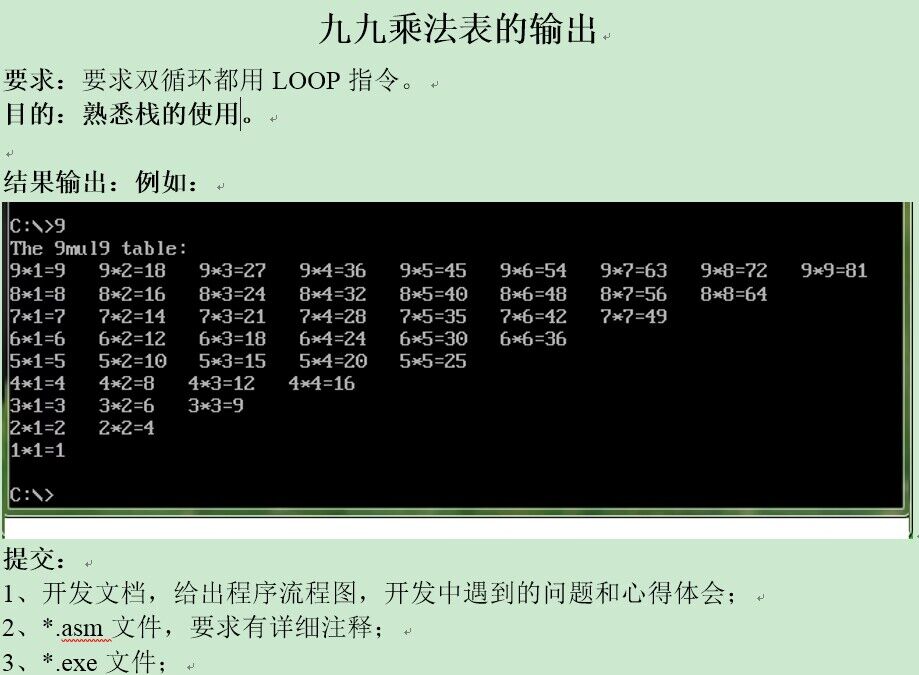 九九乘法表的输出
要求：要求双循环都用 LOOP 指令。
目的：熟悉栈的使用。
结果输出：例如：
C:\>9
The 9mul9 table:
9*1=9 9*2=18 9*3=27 9*4=36 9*5=45 9*6=54 9*7=63 9*8=72 9*9=81
8*1=8 8*2=16 8*3=24 8*4=32 8*5=40 8*6=48 8*7=56 8*8=64
7*1=7 7*2=14 7*3=21 7*4=28 7*5=35 7*6=42 7*7=49
6*1=6 6*2=12 6*3=18 6*4=24 6*5=30 6*6=36
5*1=5 5*2=10 5*3=15 5*4=20 5*5=25
4*1=4 4*2=8 4*3=12 4*4=16
3*1=3 3*2=6 3*3=9
2*1=2 2*2=4
1*1=1
C:\>
提交：
1、开发文档，给出程序流程图，开发中遇到的问题和心得体会；
2、*.asm 文件，要求有详细注释；
3、*.exe 文件；